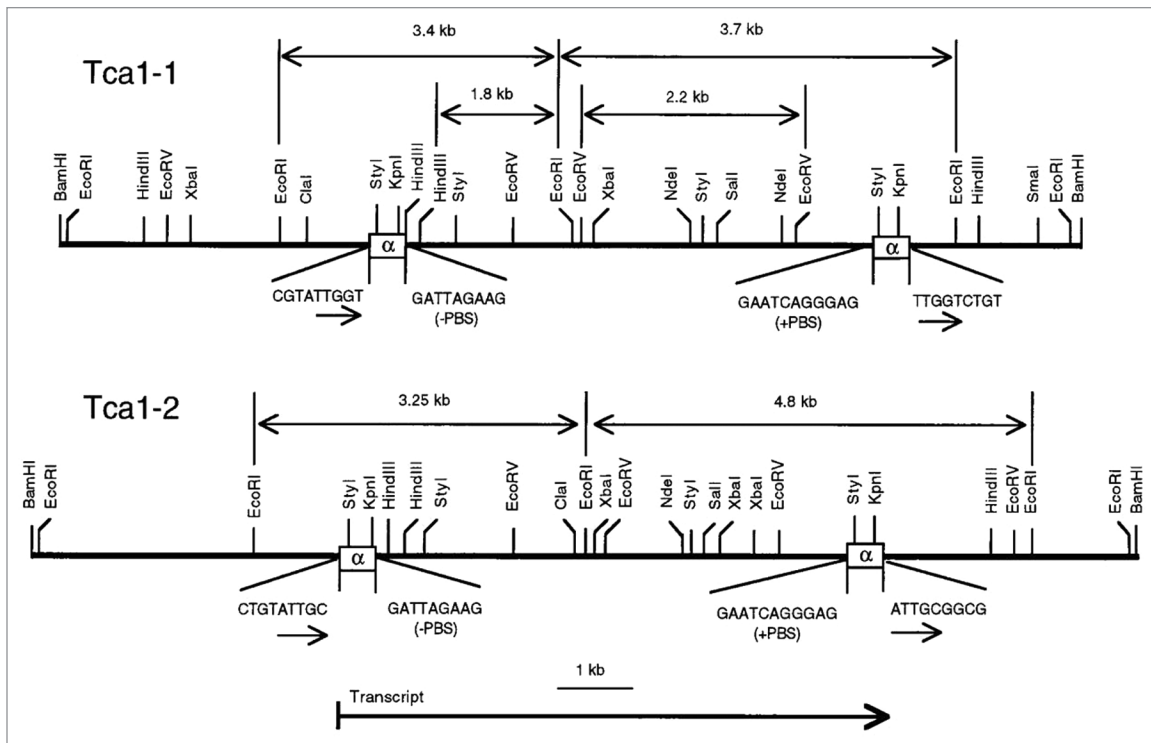 3.4 kb 3.7 kb
Tca1-1
1.8 kb 2.2 kb
BamHI EcoRI HindIII EcoRV XbaI EcoRI ClaI StyI KpnI HindIII HindIII StyI EcoRV EcoRI EcoRV XbaI NdeI StyI SalI NdeI EcoRV StyI KpnI EcoRI HindIII SmaI EcoRI BamHI
α α
CGTATTGGT GATTAGAAG GAATCAGGGAG TTGGTCTGT
(-PBS) (+PBS)
Tca1-2
3.25 kb 4.8 kb
BamHI EcoRI EcoRI StyI KpnI HindIII HindIII StyI EcoRV ClaI EcoRI XbaI EcoRV NdeI StyI SalI XbaI XbaI EcoRV StyI KpnI HindIII EcoRV EcoRI EcoRI BamHI
α α
CTGTATTGC GATTAGAAG GAATCAGGGAG ATTGCGGCG
(-PBS) (+PBS)
1 kb
Transcript